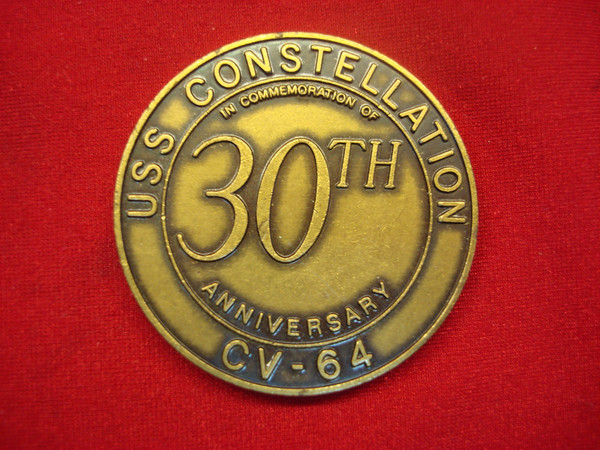 USS CONSTELLATION
IN COMMEMORATION OF
30TH
ANNIVERSARY
CV-64